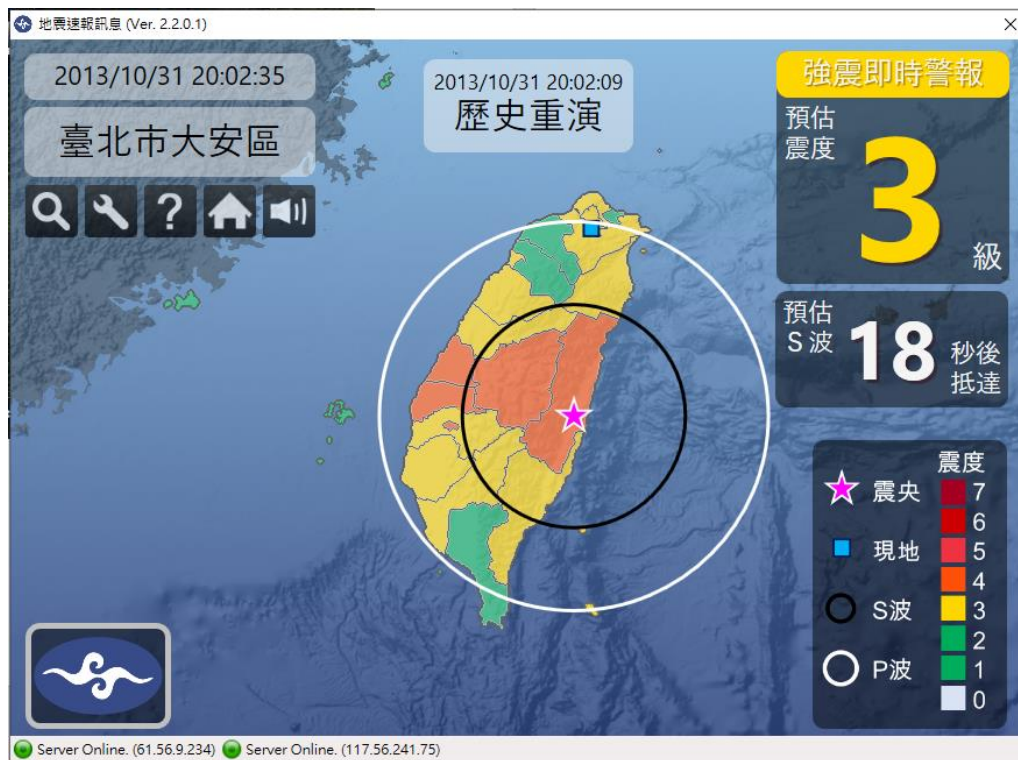 地震速報訊息 (Ver. 2.2.0.1)
2013/10/31 20:02:35
臺北市大安區
2013/10/31 20:02:09
歷史重演
強震即時警報
預估
震度
3
級
預估
S波
18
秒後
抵達
震度
震央
現地
S波
P波
7
6
5
4
3
2
1
0
Server Online. (61.56.9.234)
Server Online. (117.56.241.75)